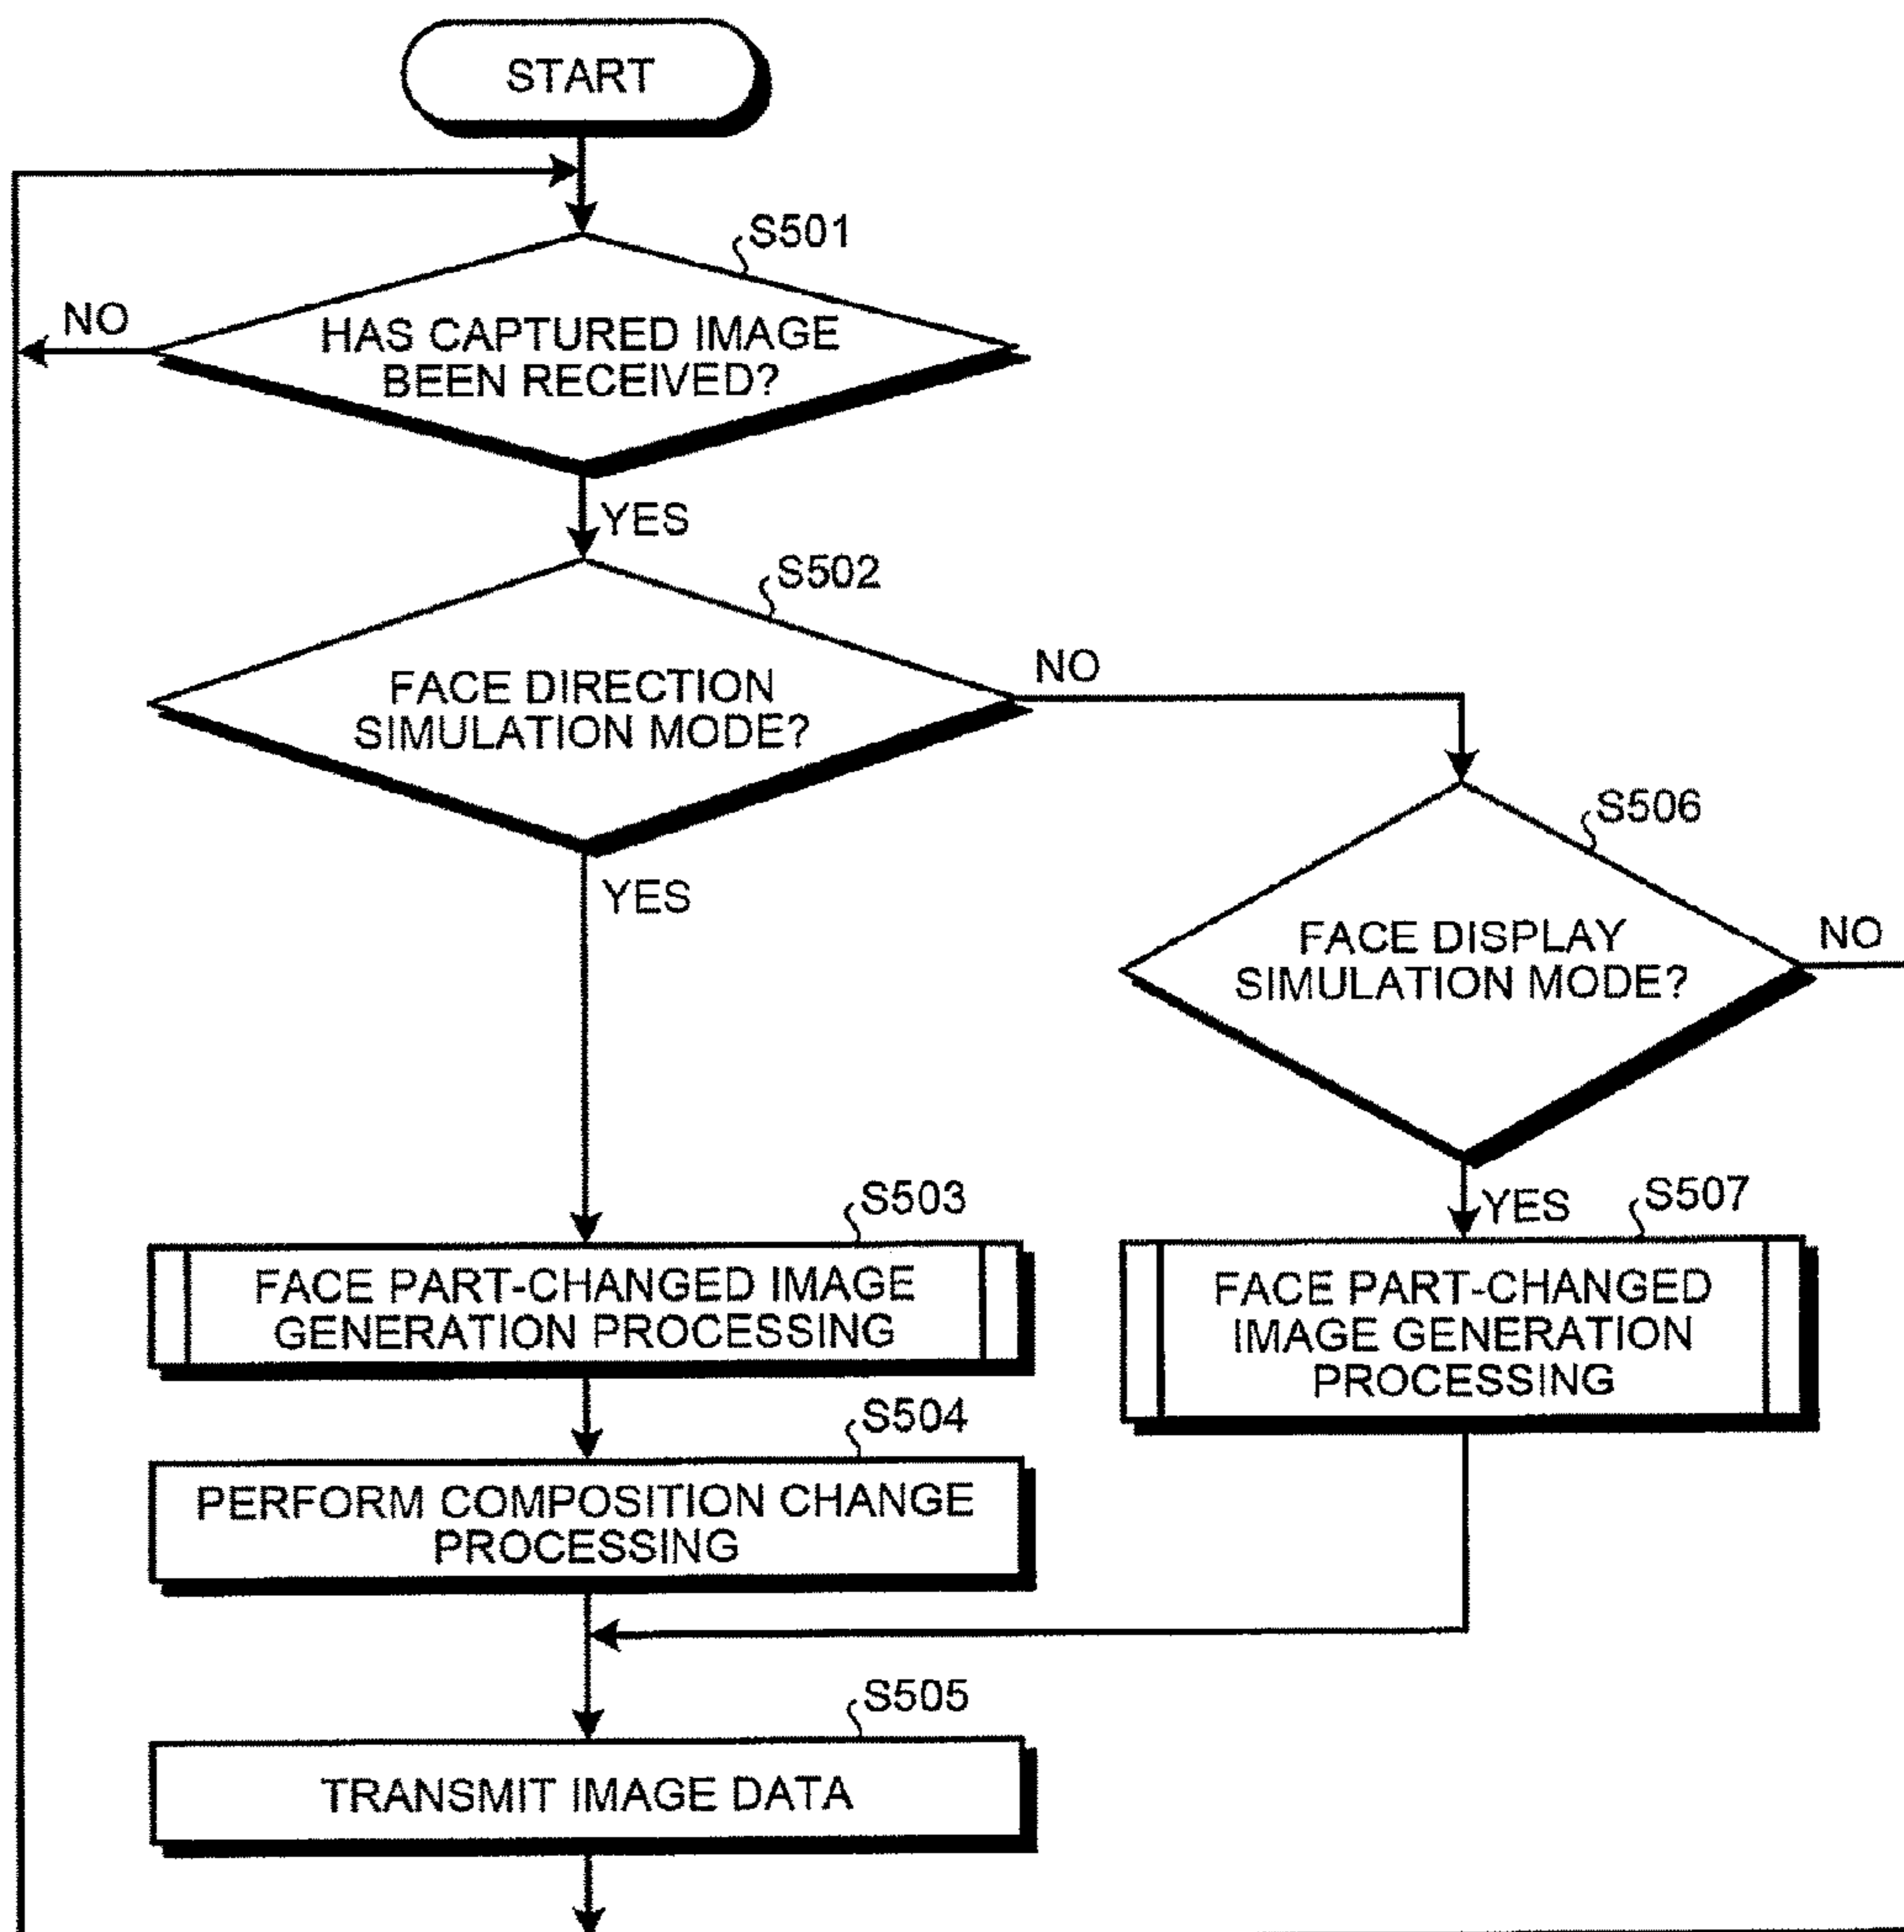 START
S501
NO
HAS CAPTURED IMAGE
BEEN RECEIVED?
YES
S502
FACE DIRECTION
SIMULATION MODE?
NO
YES
S506
FACE DISPLAY
SIMULATION MODE?
NO
YES
S503
FACE PART-CHANGED IMAGE
GENERATION PROCESSING
S507
FACE PART-CHANGED
IMAGE GENERATION
PROCESSING
S504
PERFORM COMPOSITION CHANGE
PROCESSING
S505
TRANSMIT IMAGE DATA